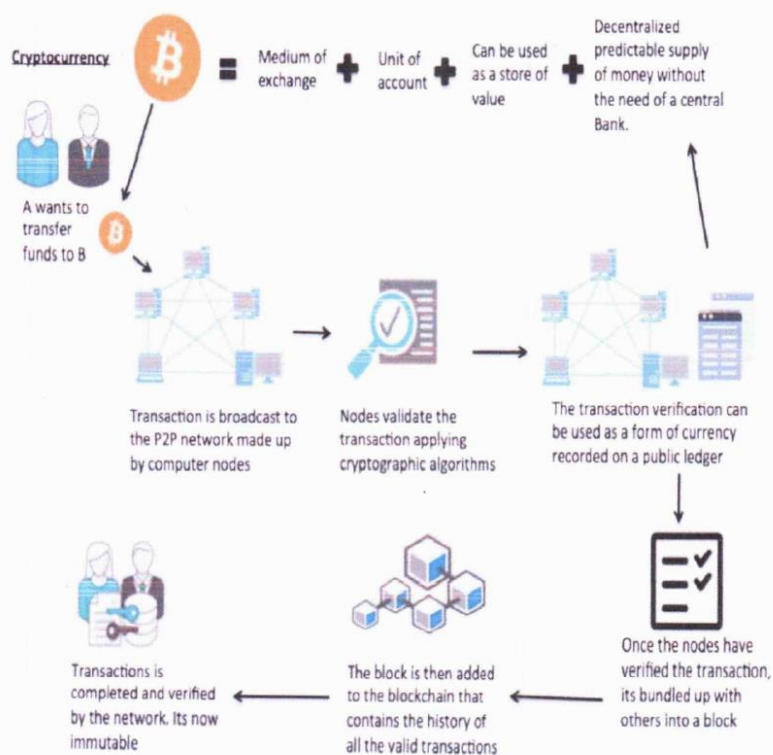 Cryptocurrency
Medium of
exchange
Unit of
account
Can be used
as a store of
value
Decentralized
predictable supply
of money without
the need of a central
Bank.
A wants to
transfer
funds to B
Transaction is broadcast to
the P2P network made up
by computer nodes
Nodes validate the
transaction applying
cryptographic algorithms
The transaction verification can
be used as a form of currency
recorded on a public ledger
Once the nodes have
verified the transaction,
its bundled up with
others into a block
The block is then added
to the blockchain that
contains the history of
all the valid transactions
Transactions is
completed and verified
by the network. Its now
immutable